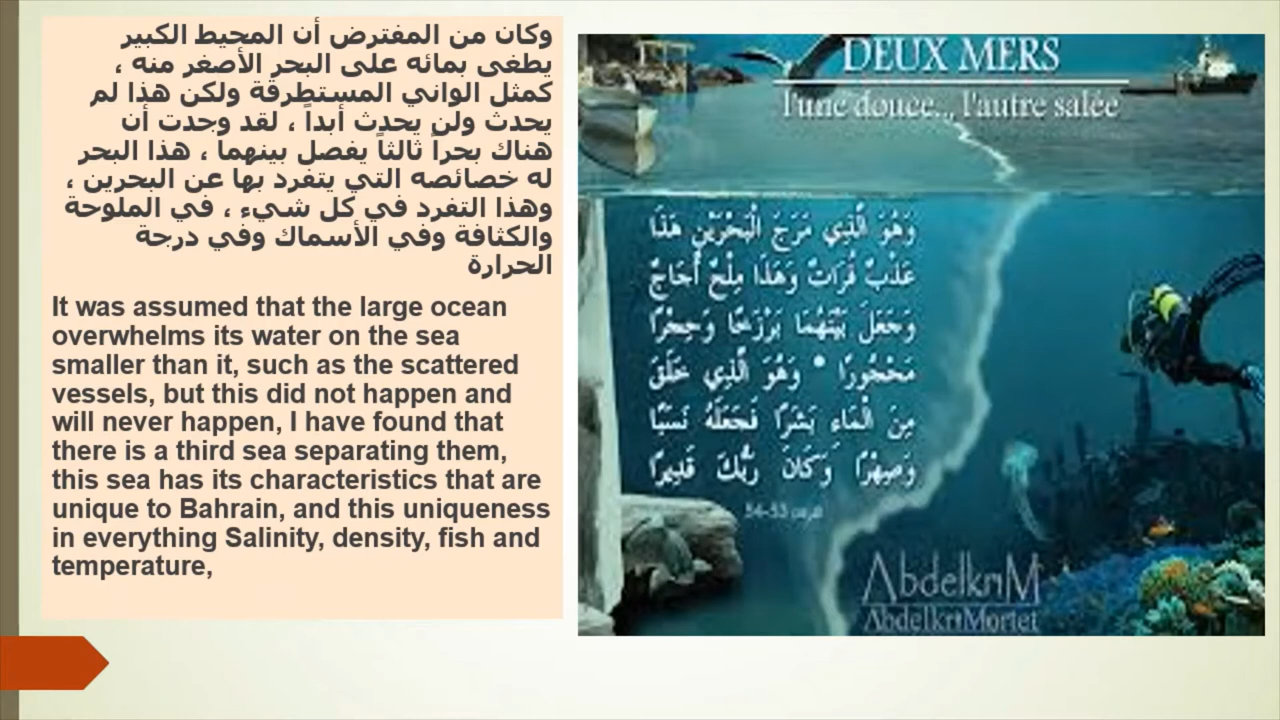 وكان من المفترض أن المحيط الكبير
يطغى بمائه على البحر الأصغر منه ،
كمثل الواني المستطرقة ولكن هذا لم
يحدث ولن يحدث أبداً ، لقد وجدت أن
هناك بحراً ثالثاً يفصل بينهما ، هذا البحر
له خصائصه التي يتفرد بها عن البحرين ،
وهذا التفرد في كل شيء ، في الملوحة
والكثافة وفي الأسماك وفي درجة
الحرارة
It was assumed that the large ocean
overwhelms its water on the sea
smaller than it, such as the scattered
vessels, but this did not happen and
will never happen, I have found that
there is a third sea separating them,
this sea has its characteristics that are
unique to Bahrain, and this uniqueness
in everything Salinity, density, fish and
temperature,
DEUX MERS
l'une douce... l'autre salée
وَهُوَ الَّذِي مَرَجَ الْبَحْرَيْنِ هَذَا
عَذْبٌ فُرَاتٌ وَهَذَا مِلْحٌ أُجَاجٌ
وَجَعَلَ بَيْنَهُمَا بَرْزَخًا وَحِجْرًا
مَحْجُورًا * وَهُوَ الَّذِي خَلَقَ
مِنَ الْمَاءِ بَشَرًا فَجَعَلَهُ نَسَبًا
وَصِهْرًا وَكَانَ رَبُّكَ قَدِيرًا
54-53
AbdelkriM
AbdelkriMortet